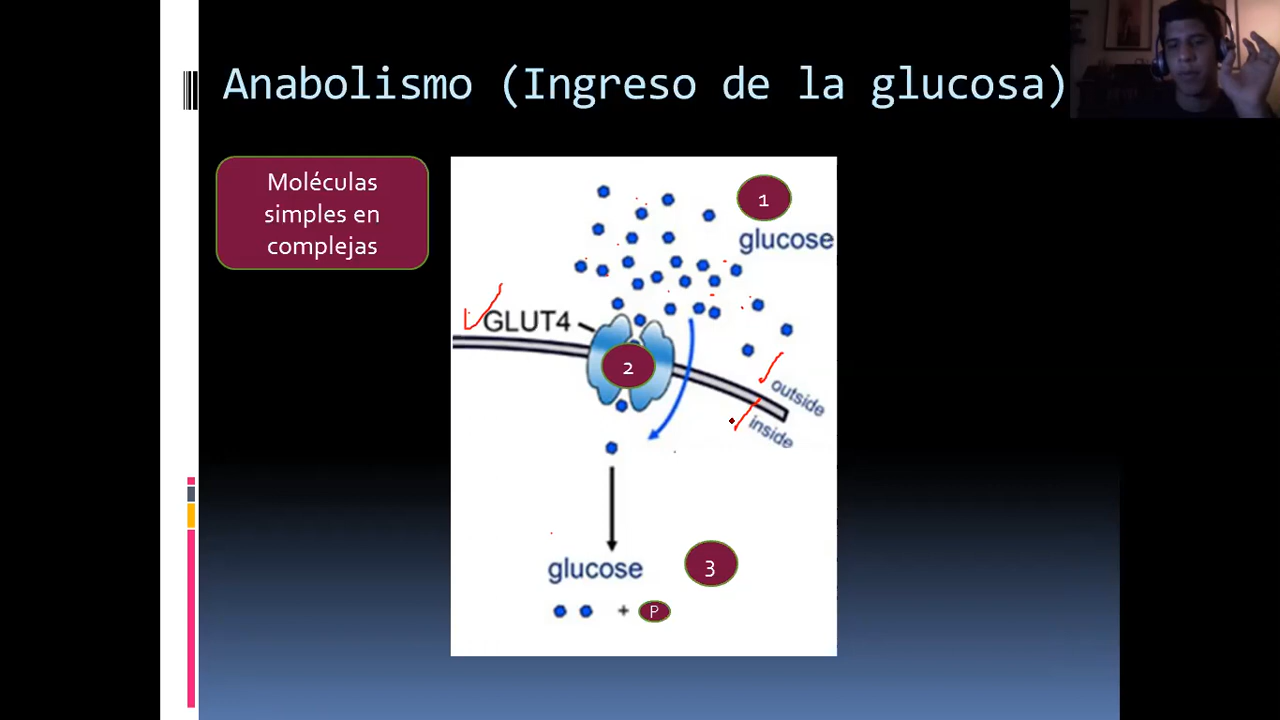 Anabolismo (Ingreso de la glucosa)
Moléculas
simples en
complejas
1
glucose
GLUT4
2
outside
inside
glucose
3
+ P